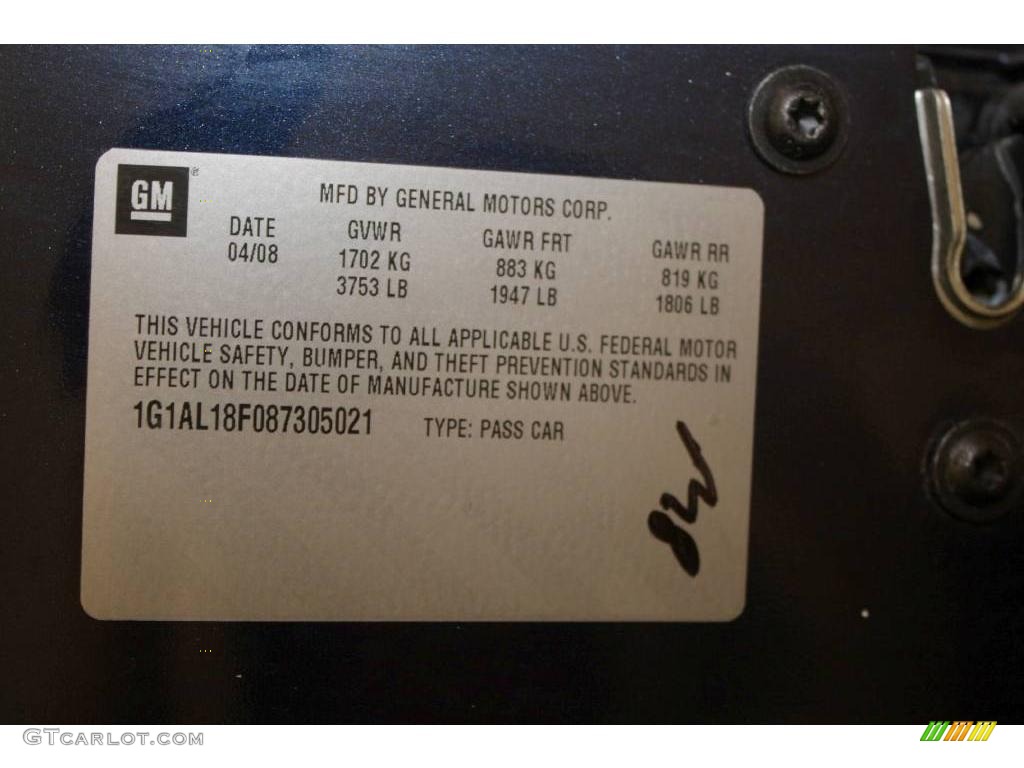 GM®
MFD BY GENERAL MOTORS CORP.
DATE GVWR GAWR FRT GAWR RR
04/08 1702 KG 883 KG 819 KG
3753 LB 1947 LB 1806 LB
THIS VEHICLE CONFORMS TO ALL APPLICABLE U.S. FEDERAL MOTOR
VEHICLE SAFETY, BUMPER, AND THEFT PREVENTION STANDARDS IN
EFFECT ON THE DATE OF MANUFACTURE SHOWN ABOVE.
1G1AL18F087305021 TYPE: PASS CAR
GTCARLOT.COM